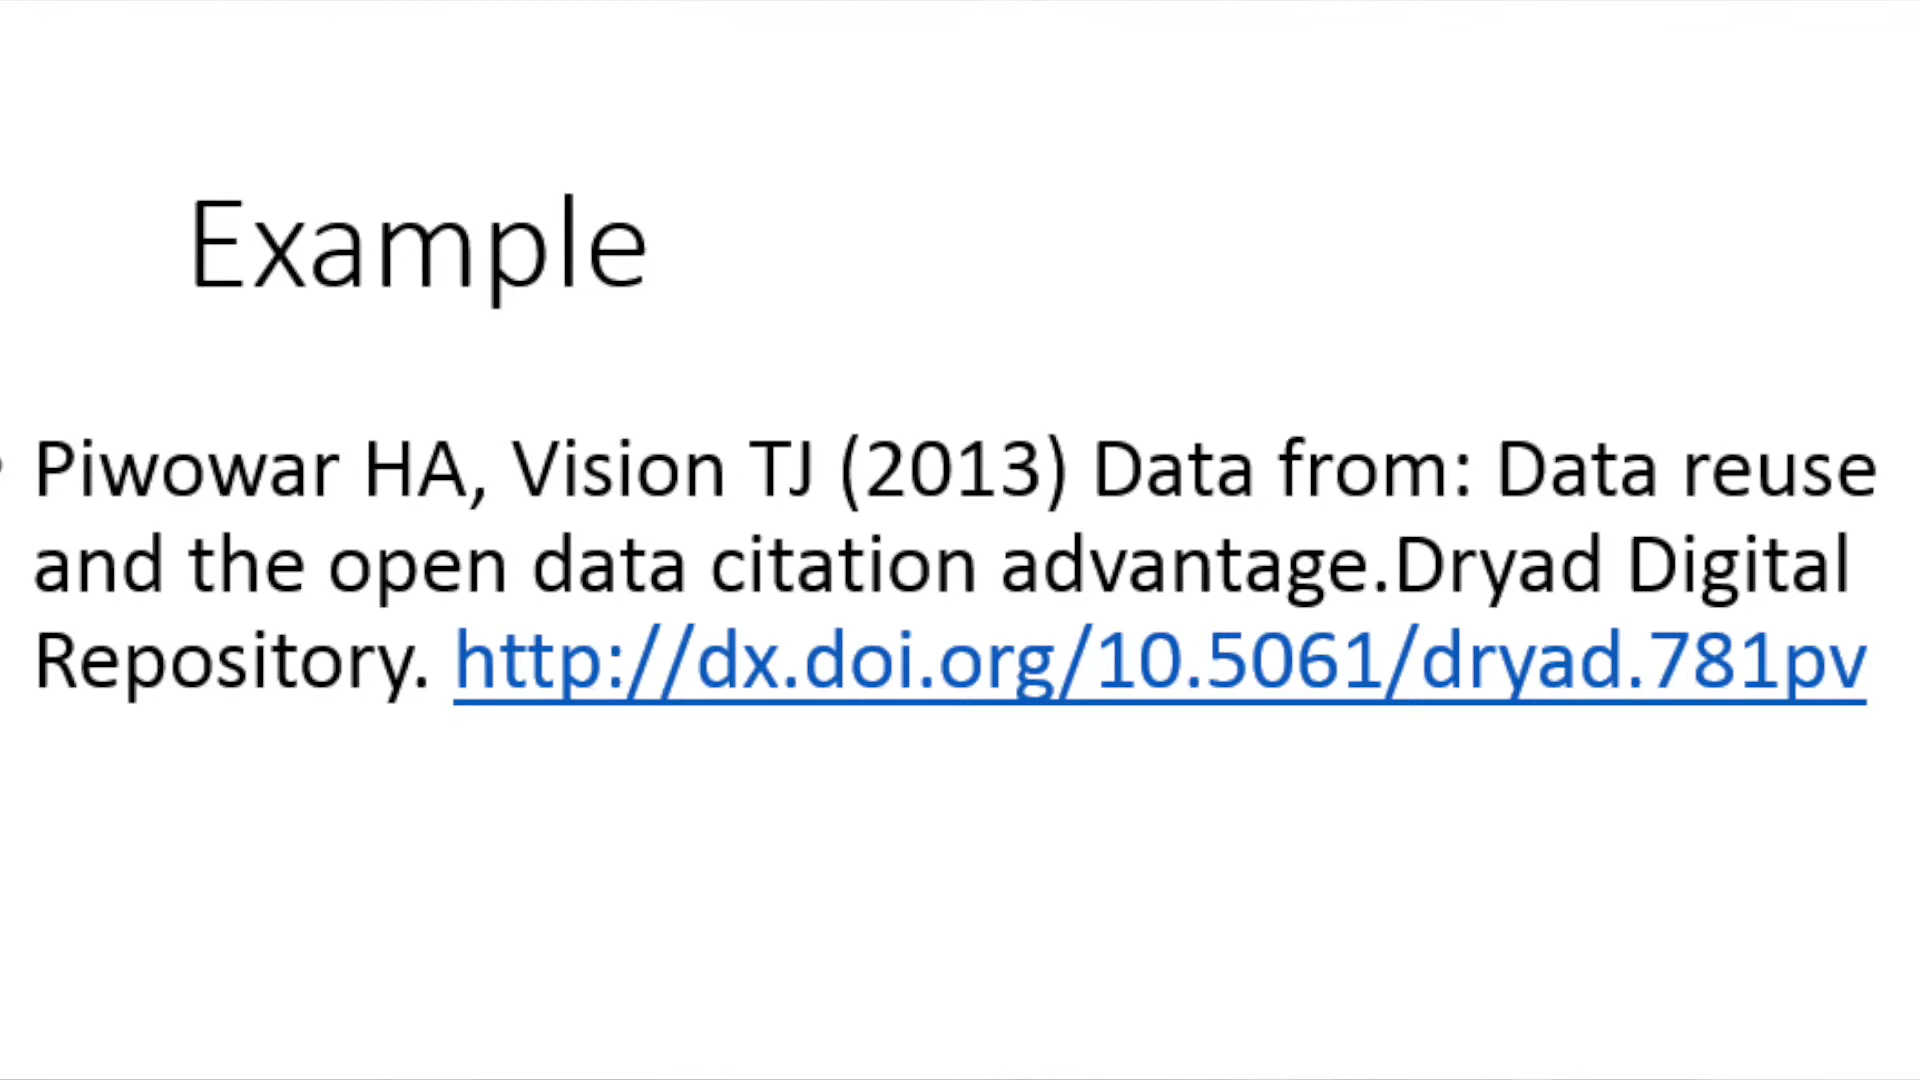 Example
• Piwowar HA, Vision TJ (2013) Data from: Data reuse
and the open data citation advantage.Dryad Digital
Repository. http://dx.doi.org/10.5061/dryad.781pv